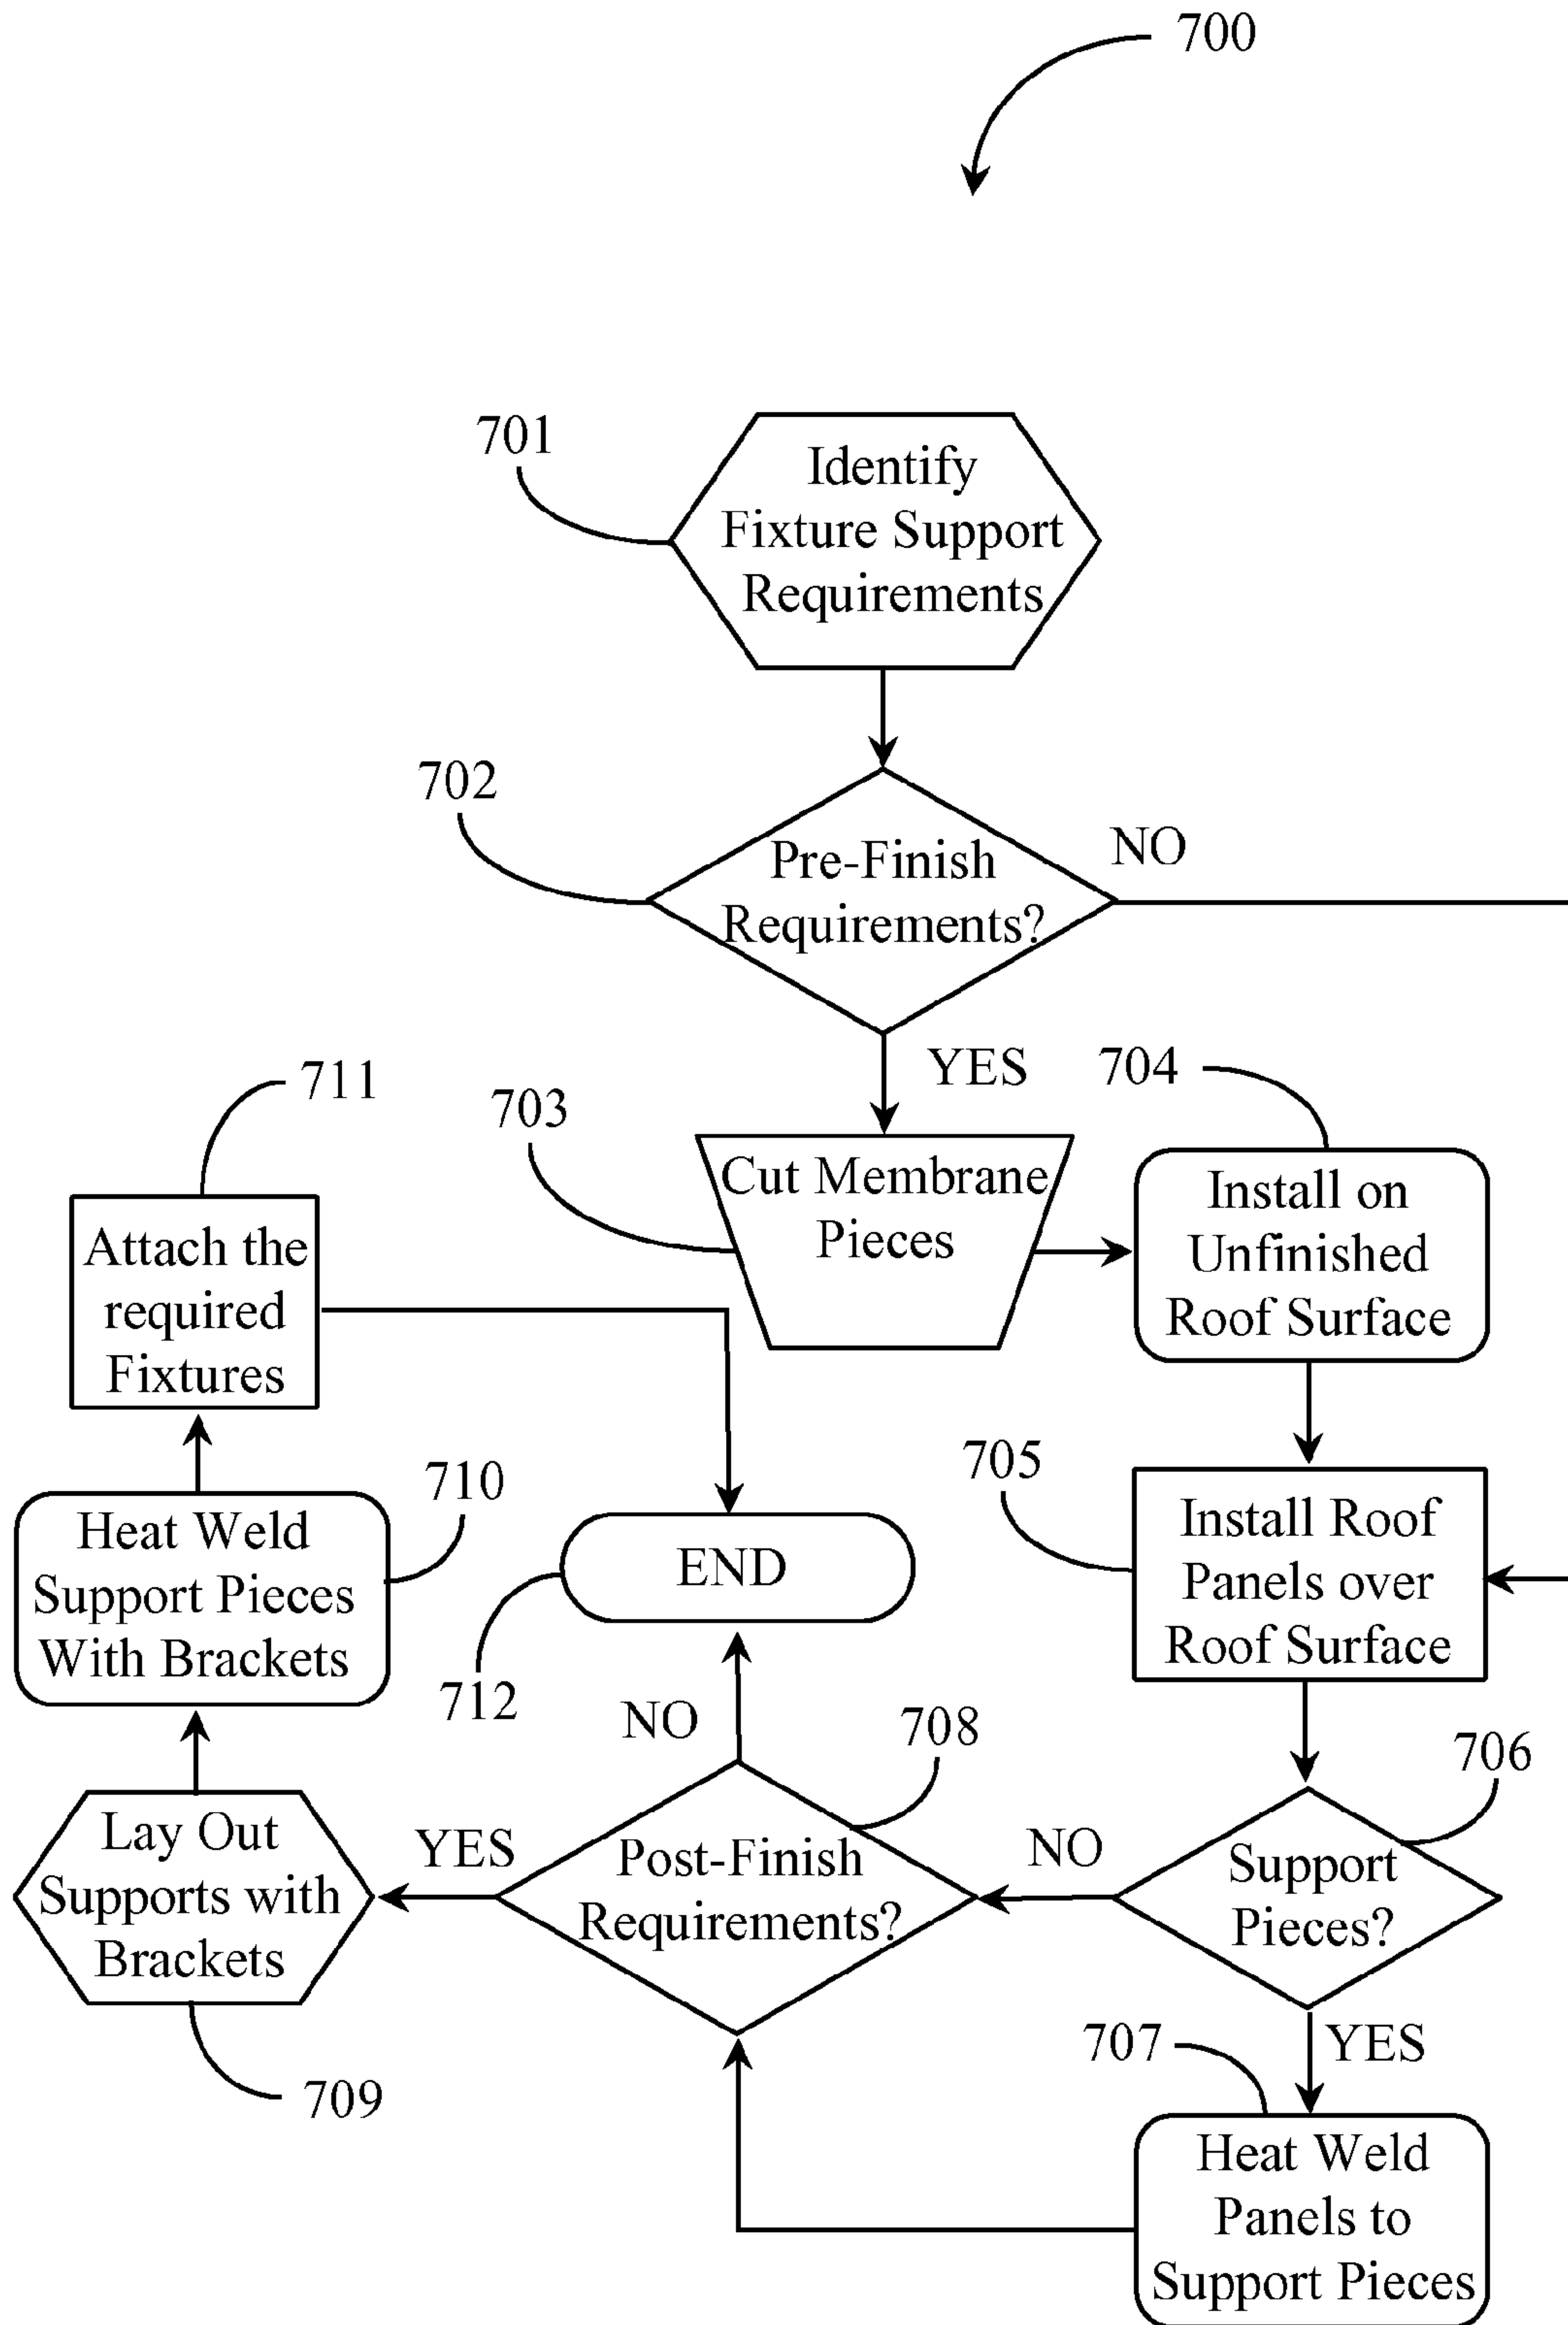 700
701
Identify
Fixture Support
Requirements
702
Pre-Finish
Requirements?
NO
YES
703
Cut Membrane
Pieces
704
Install on
Unfinished
Roof Surface
705
Install Roof
Panels over
Roof Surface
706
Support
Pieces?
NO
YES
707
Heat Weld
Panels to
Support Pieces
708
Post-Finish
Requirements?
NO
YES
709
Lay Out
Supports with
Brackets
710
Heat Weld
Support Pieces
With Brackets
711
Attach the
required
Fixtures
712
END